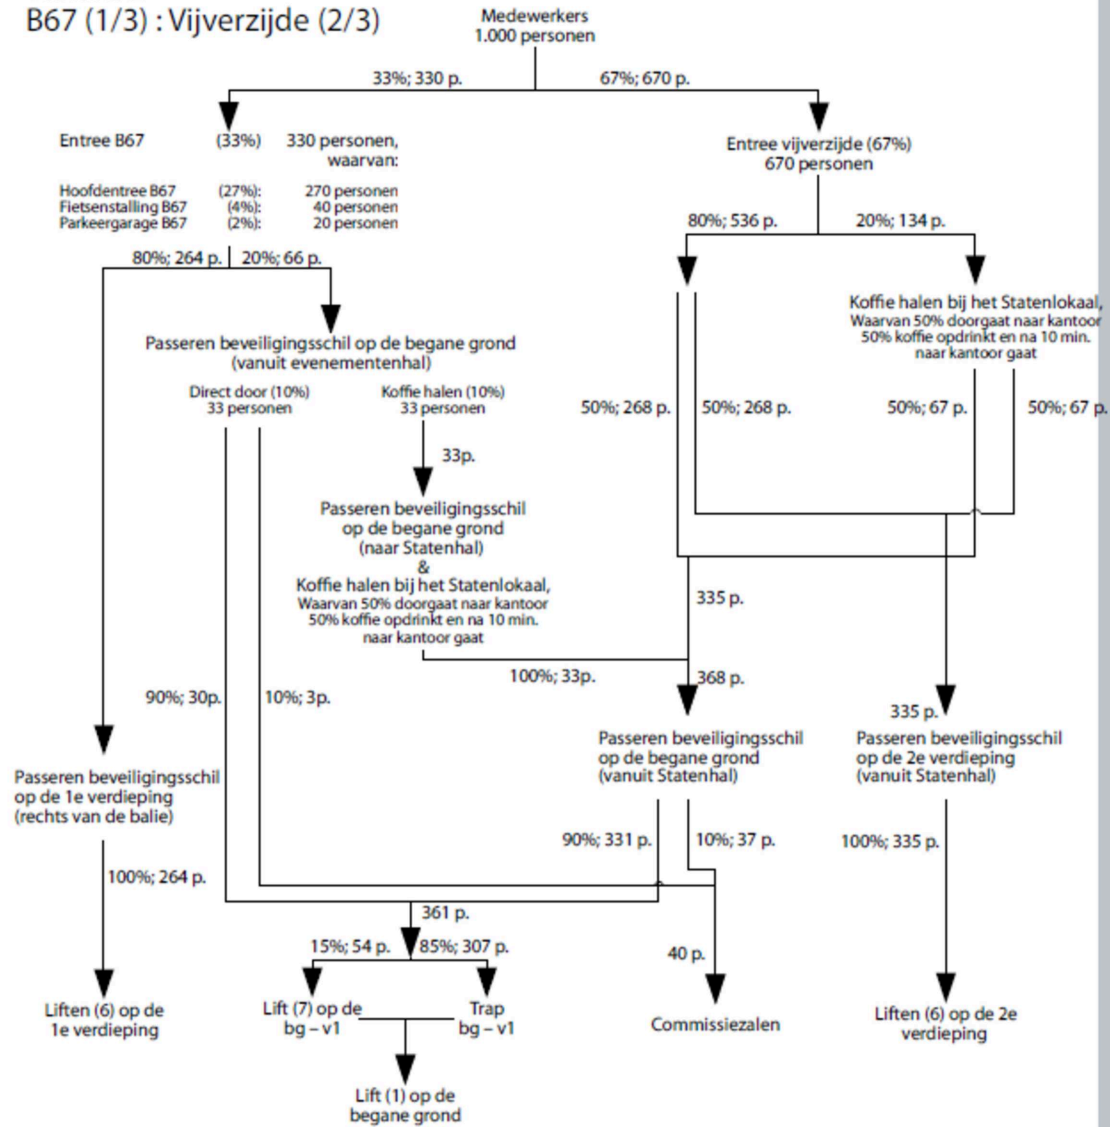 B67 (1/3) : Vijverzijde (2/3)
Medewerkers
1.000 personen
33%; 330 p.
67%; 670 p.
Entree B67 (33%) 330 personen,
waarvan:
Hoofdentree B67 (27%): 270 personen
Fietsenstalling B67 (4%): 40 personen
Parkeergarage B67 (2%): 20 personen
Entree vijverzijde (67%)
670 personen
80%; 536 p.
20%; 134 p.
80%; 264 p.
20%; 66 p.
Koffie halen bij het Statenlokaal,
Waarvan 50% doorgaat naar kantoor
50% koffie opdrinkt en na 10 min.
naar kantoor gaat
Passeren beveiligingsschil op de begane grond
(vanuit evenementenhal)
Direct door (10%)
33 personen
Koffie halen (10%)
33 personen
50%; 268 p.
50%; 268 p.
50%; 67 p.
50%; 67 p.
33p.
Passeren beveiligingsschil
op de begane grond
(naar Statenhal)
&
Koffie halen bij het Statenlokaal,
Waarvan 50% doorgaat naar kantoor
50% koffie opdrinkt en na 10 min.
naar kantoor gaat
335 p.
100%; 33p.
368 p.
90%; 30p.
10%; 3p.
335 p.
Passeren beveiligingsschil
op de begane grond
(vanuit Statenhal)
Passeren beveiligingsschil
op de 2e verdieping
(vanuit Statenhal)
Passeren beveiligingsschil
op de 1e verdieping
(rechts van de balie)
90%; 331 p.
10%; 37 p.
100%; 335 p.
100%; 264 p.
361 p.
15%; 54 p.
85%; 307 p.
40 p.
Liften (6) op de
1e verdieping
Lift (7) op de
bg – v1
Trap
bg – v1
Commissiezalen
Liften (6) op de 2e
verdieping
Lift (1) op de
begane grond